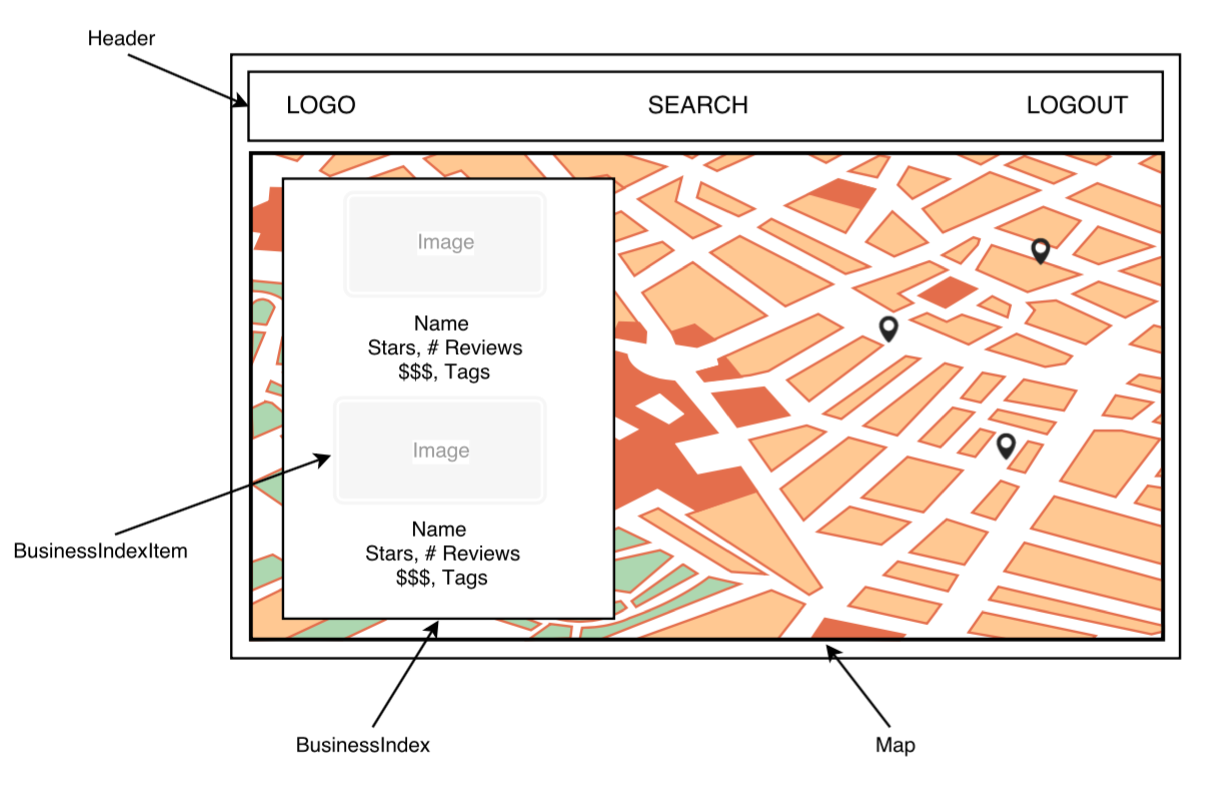 Header
LOGO SEARCH LOGOUT
Image
Name
Stars, # Reviews
$$$, Tags
Image
BusinessIndexItem
Name
Stars, # Reviews
$$$, Tags
BusinessIndex
Map